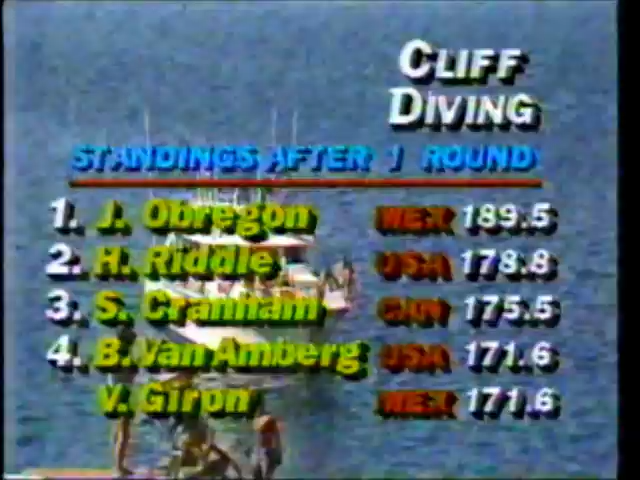 CLIFF
DIVING
STANDINGS AFTER 1 ROUND
1. J. Obregon MEX 189.5
2. H. Riddle USA 178.8
3. S. Crannam CAN 175.5
4. B. Van Amberg USA 171.6
V. Giron MEX 171.6